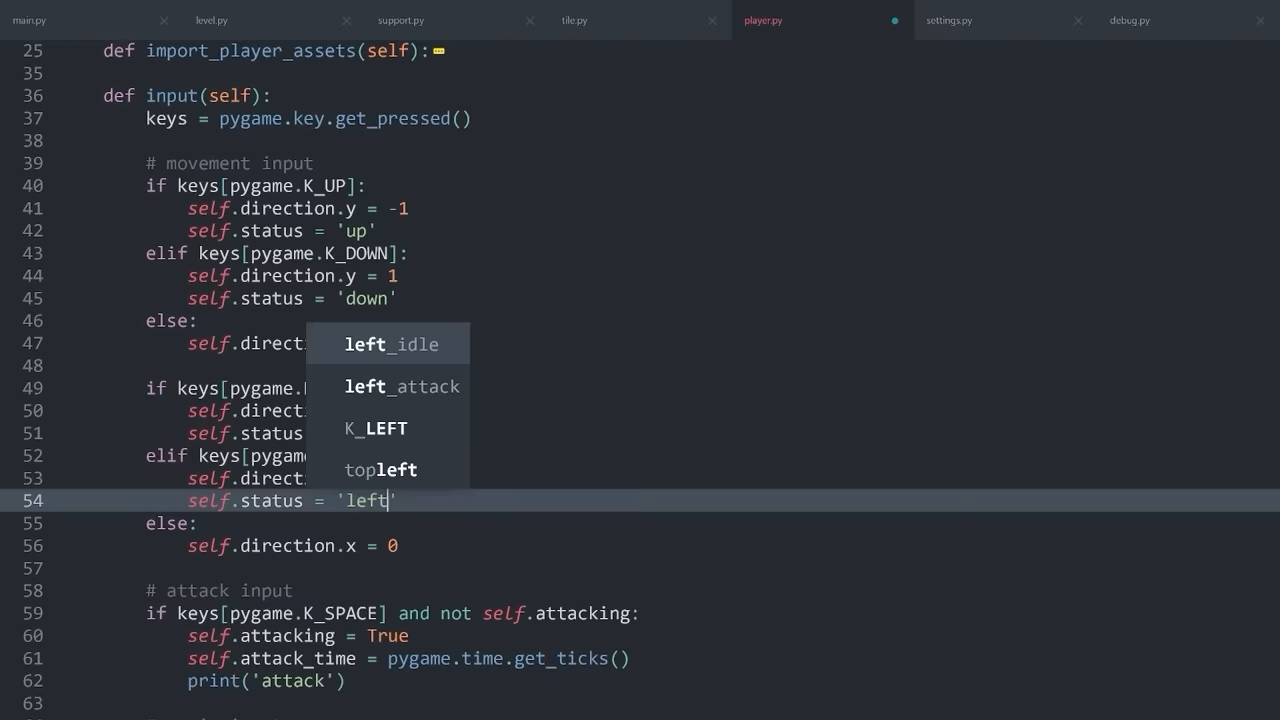 main.py level.py support.py tile.py player.py settings.py debug.py
25 def import_player_assets(self):
35
36 def input(self):
37 keys = pygame.key.get_pressed()
38
39 # movement input
40 if keys[pygame.K_UP]:
41 self.direction.y = -1
42 self.status = 'up'
43 elif keys[pygame.K_DOWN]:
44 self.direction.y = 1
45 self.status = 'down'
46 else:
47 self.direct
left_idle
48
left_attack
49 if keys[pygame.
50 self.direct
K_LEFT
51 self.status
52 elif keys[pygam
topleft
53 self.direct
54 self.status = 'left'
55 else:
56 self.direction.x = 0
57
58 # attack input
59 if keys[pygame.K_SPACE] and not self.attacking:
60 self.attacking = True
61 self.attack_time = pygame.time.get_ticks()
62 print('attack')
63